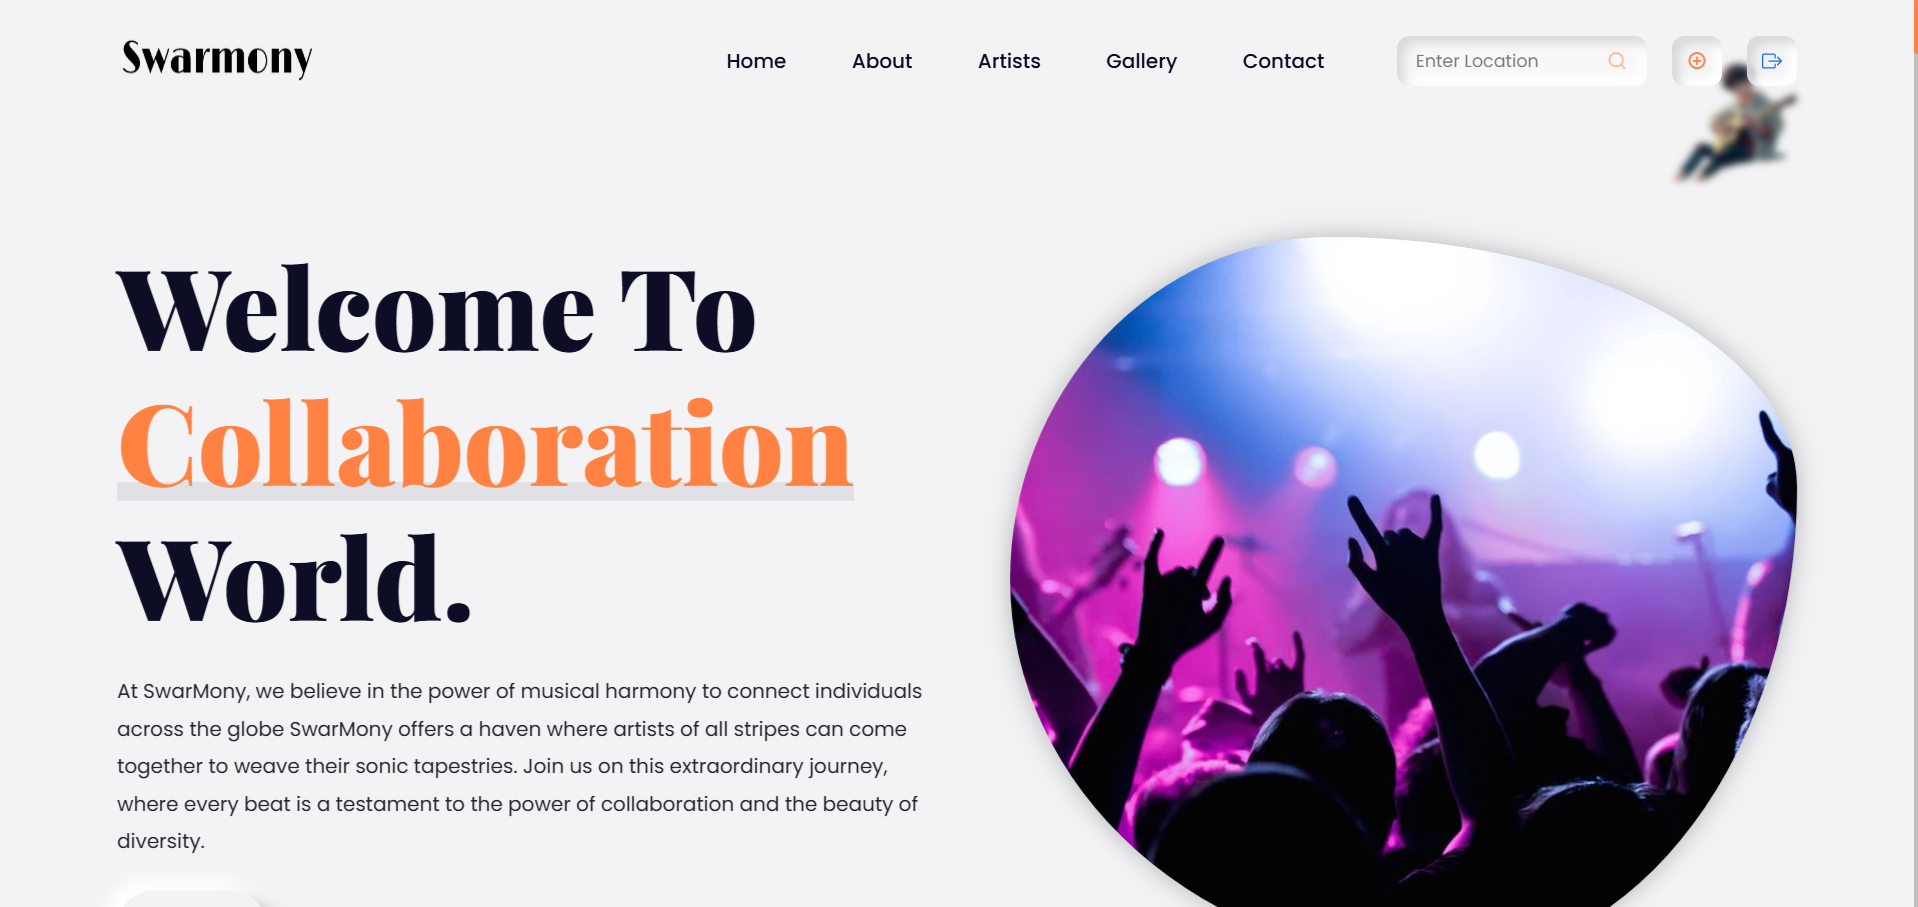 Swarmony
Home About Artists Gallery Contact Enter Location
Welcome To
Collaboration
World.
At SwarMony, we believe in the power of musical harmony to connect individuals
across the globe SwarMony offers a haven where artists of all stripes can come
together to weave their sonic tapestries. Join us on this extraordinary journey,
where every beat is a testament to the power of collaboration and the beauty of
diversity.